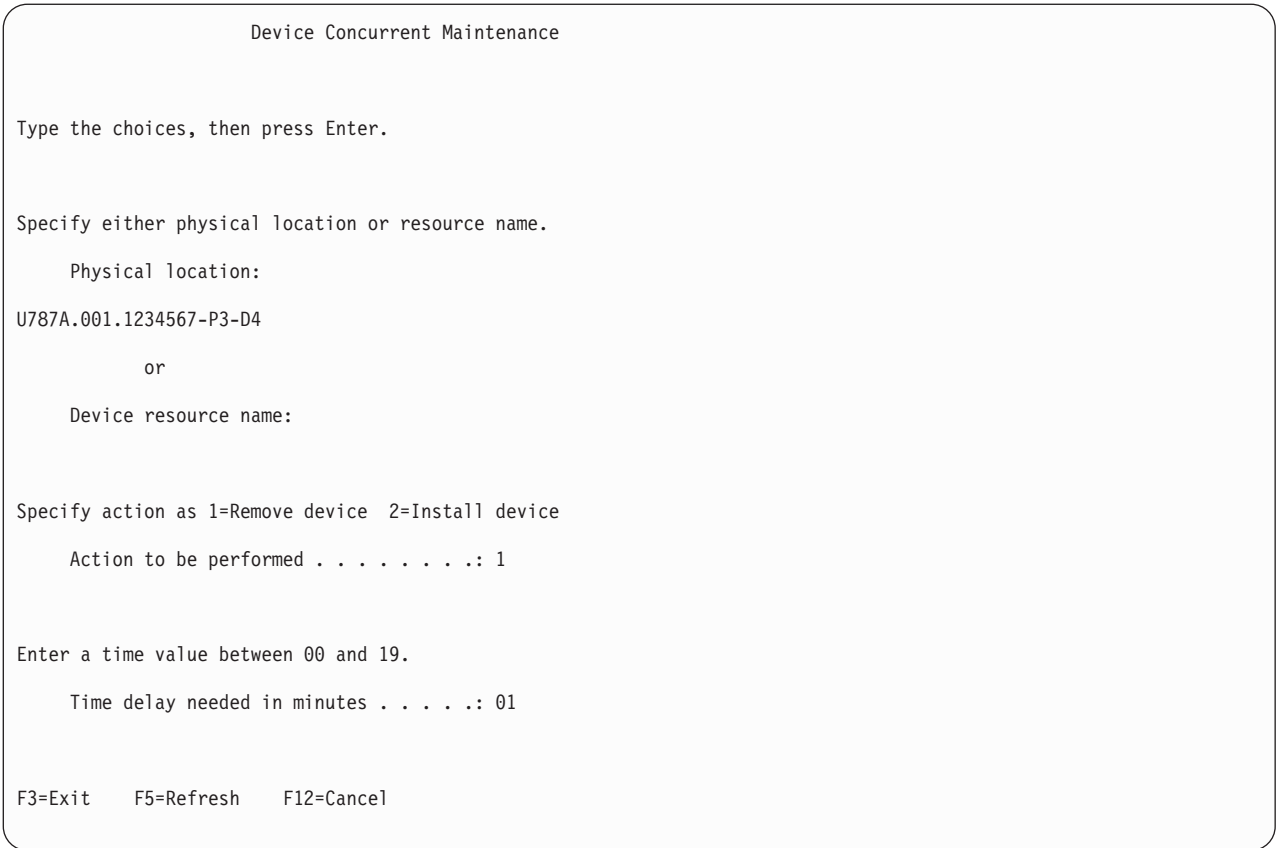 Device Concurrent Maintenance
Type the choices, then press Enter.
Specify either physical location or resource name.
Physical location:
U787A.001.1234567-P3-D4
or
Device resource name:
Specify action as 1=Remove device 2=Install device
Action to be performed . . . . . . . .: 1
Enter a time value between 00 and 19.
Time delay needed in minutes . . . . .: 01
F3=Exit F5=Refresh F12=Cancel